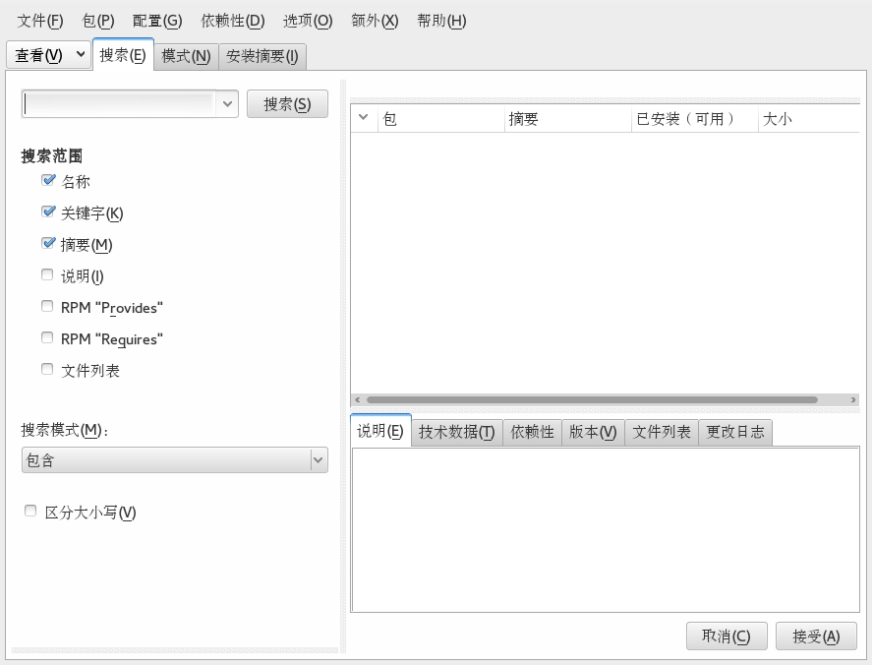 文件(F) 包(P) 配置(G) 依赖性(D) 选项(O) 额外(X) 帮助(H)
查看(V) 搜索(E) 模式(N) 安装摘要(I)
搜索(S)
搜索范围
名称
关键字(K)
摘要(M)
说明(I)
RPM "Provides"
RPM "Requires"
文件列表
搜索模式(M):
包含
区分大小写(V)
包 摘要 已安装（可用） 大小
说明(E) 技术数据(T) 依赖性 版本(V) 文件列表 更改日志
取消(C) 接受(A)